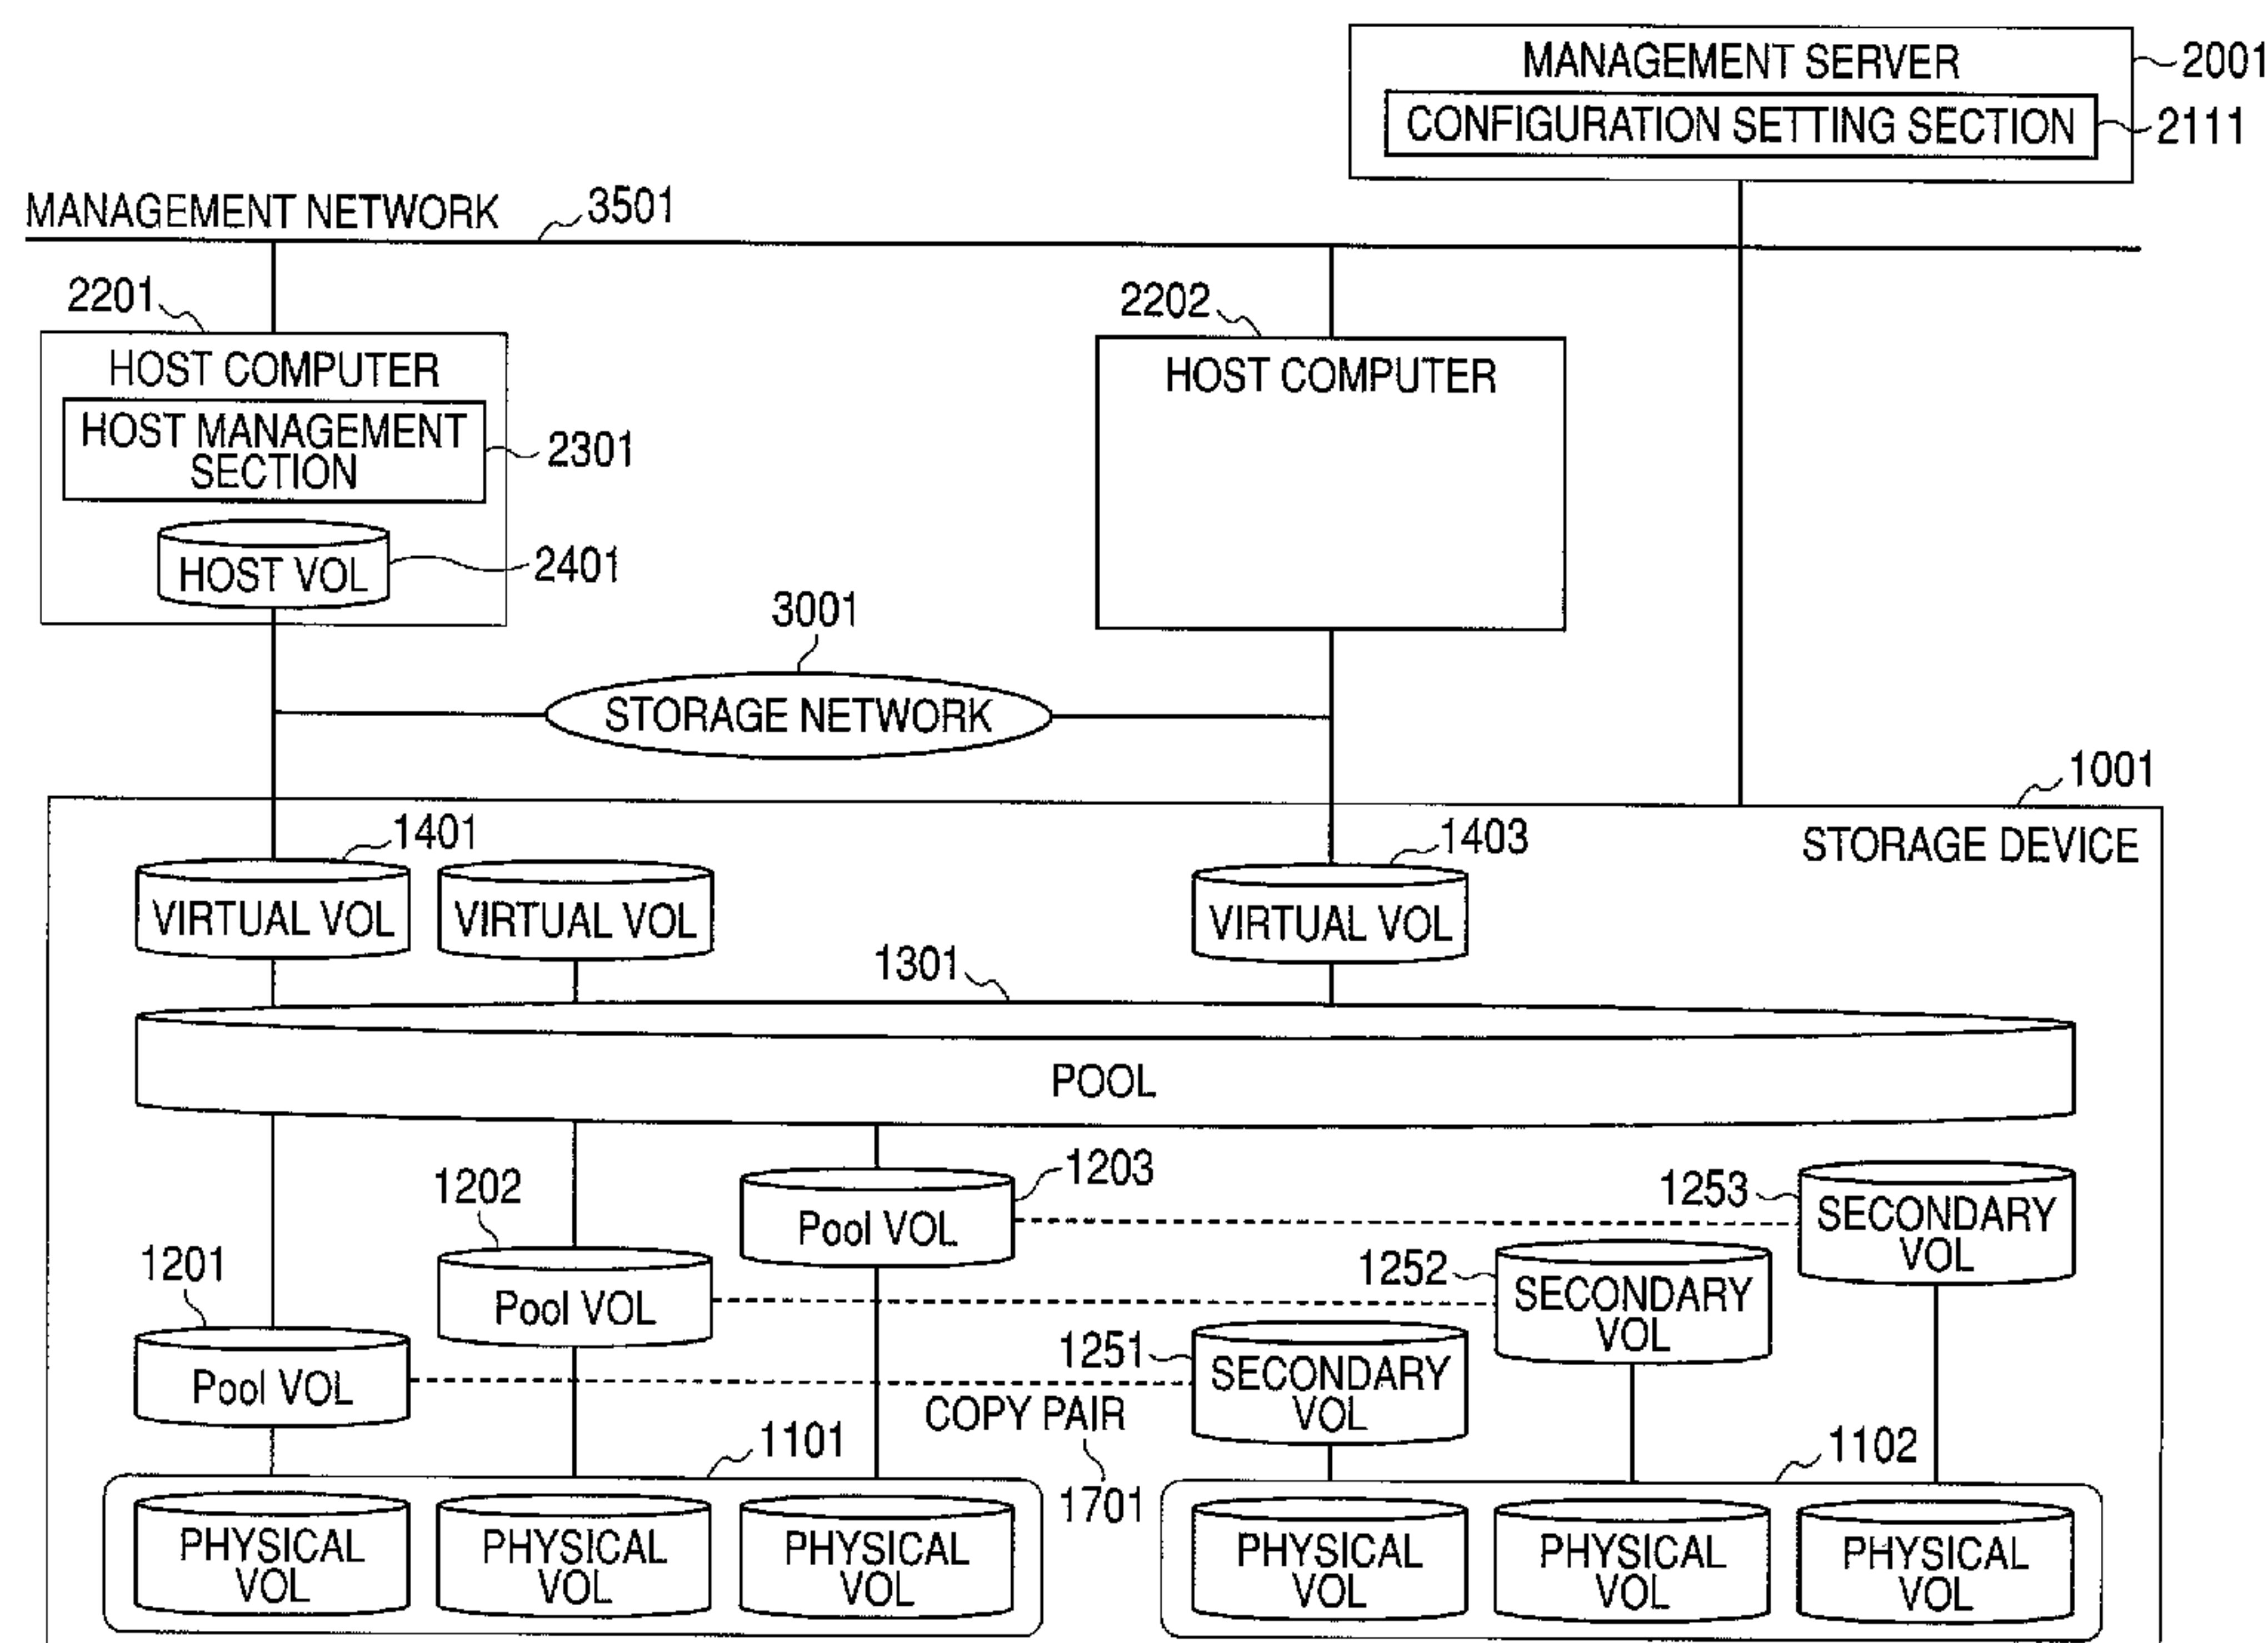 MANAGEMENT SERVER
2001
CONFIGURATION SETTING SECTION
2111
MANAGEMENT NETWORK
3501
2201
2202
HOST COMPUTER
HOST COMPUTER
HOST MANAGEMENT
SECTION
2301
HOST VOL
2401
3001
STORAGE NETWORK
1001
STORAGE DEVICE
1401
1403
VIRTUAL VOL
VIRTUAL VOL
VIRTUAL VOL
1301
POOL
1203
Pool VOL
1253
SECONDARY
VOL
1202
Pool VOL
1252
SECONDARY
VOL
1201
Pool VOL
1251
SECONDARY
VOL
COPY PAIR
1701
1101
1102
PHYSICAL
VOL
PHYSICAL
VOL
PHYSICAL
VOL
PHYSICAL
VOL
PHYSICAL
VOL
PHYSICAL
VOL